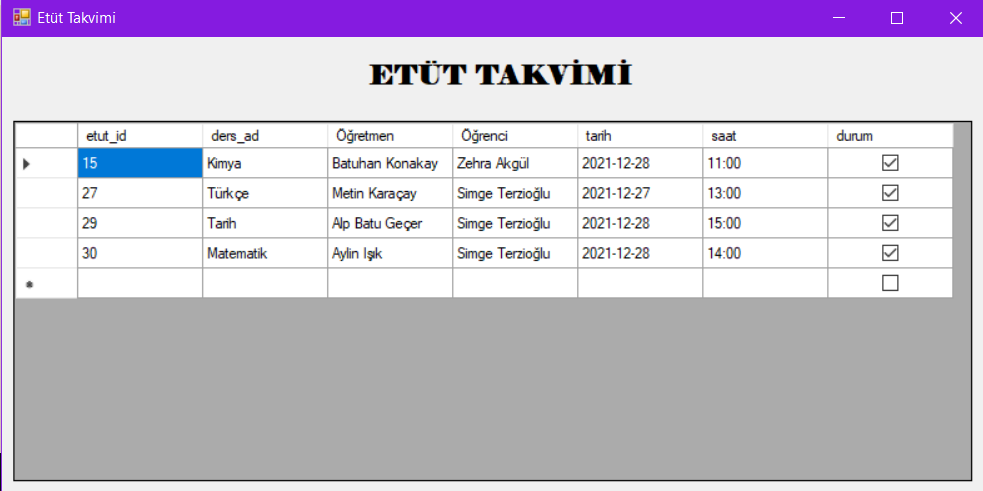 Etüt Takvimi
ETÜT TAKVİMİ
etut_id ders_ad Öğretmen Öğrenci tarih saat durum
15 Kimya Batuhan Konakay Zehra Akgül 2021-12-28 11:00
27 Türkçe Metin Karaçay Simge Terzioğlu 2021-12-27 13:00
29 Tarih Alp Batu Geçer Simge Terzioğlu 2021-12-28 15:00
30 Matematik Aylin Işık Simge Terzioğlu 2021-12-28 14:00